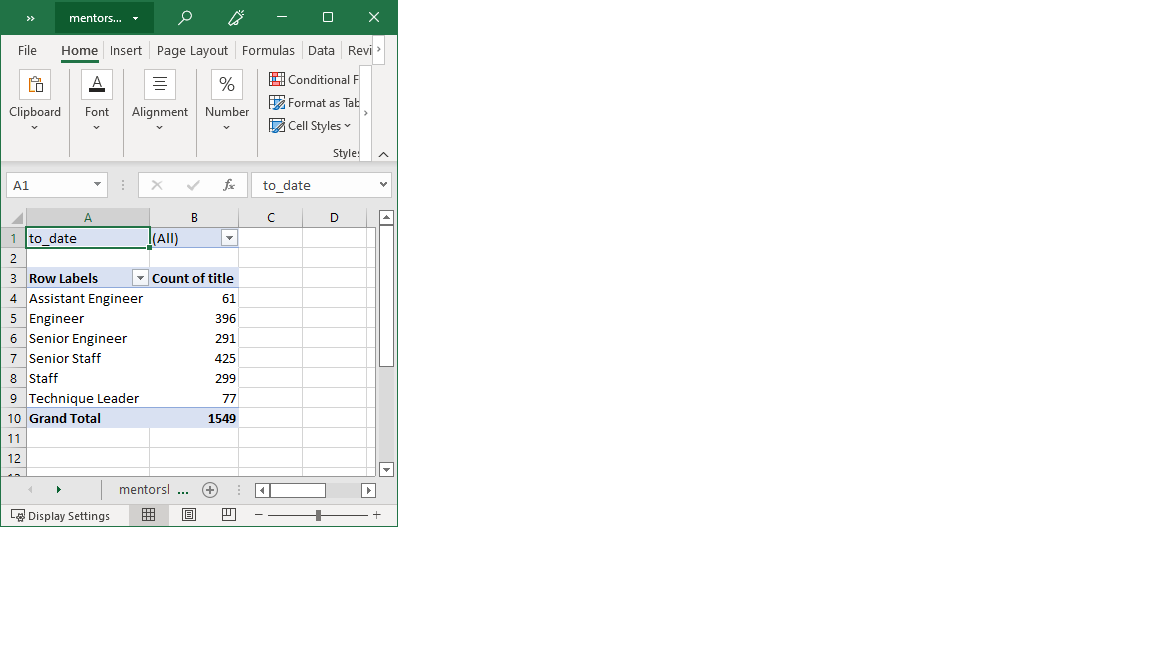 » mentors...
File Home Insert Page Layout Formulas Data Revi
Clipboard Font Alignment Number
Conditional F
Format as Tab
Cell Styles
Styles
A1 fx to_date
A B C D
1 to_date (All)
2
3 Row Labels Count of title
4 Assistant Engineer 61
5 Engineer 396
6 Senior Engineer 291
7 Senior Staff 425
8 Staff 299
9 Technique Leader 77
10 Grand Total 1549
11
12
mentorsl ...
Display Settings